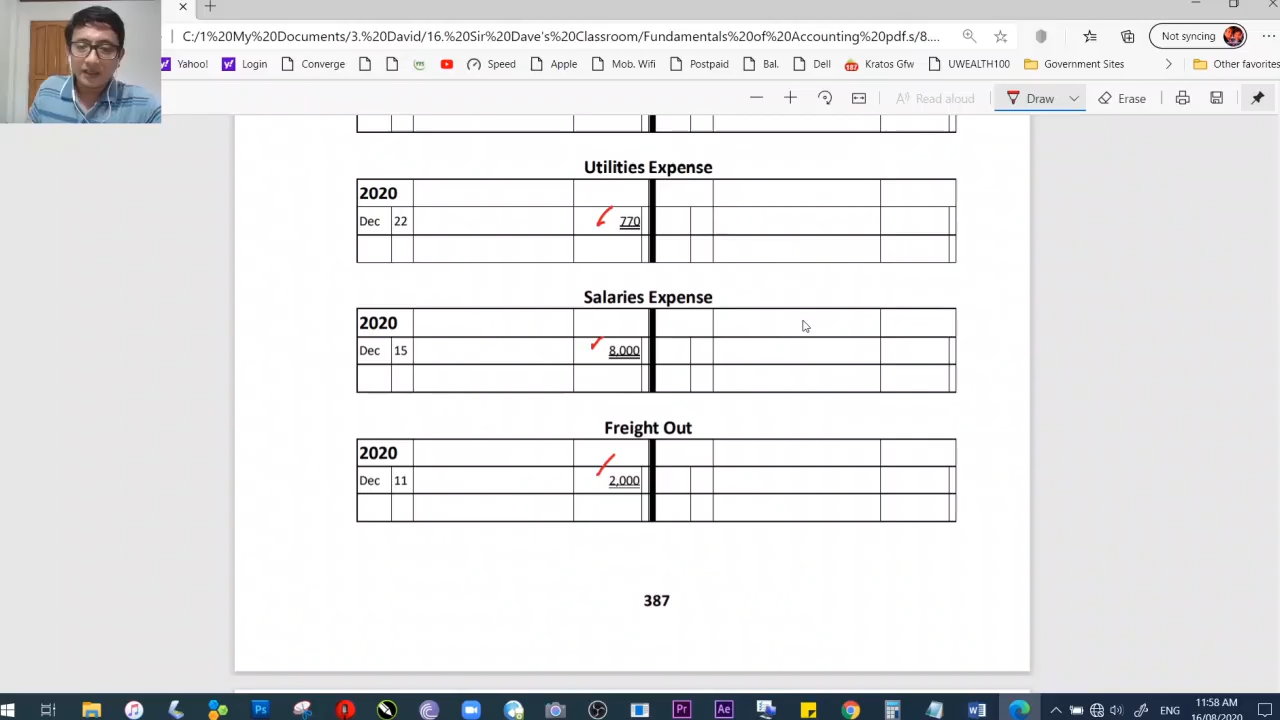 C:/1%20My%20Documents/3.%20David/16.%20Sir%20Dave's%20Classroom/Fundamentals%20of%20Accounting%20pdf.s/8....
Not syncing
Yahoo! Login Converge Speed Apple Mob. Wifi Postpaid Bal. Dell Kratos Gfw UWEALTH100 Government Sites Other favorites
Read aloud Draw Erase
Utilities Expense
2020
Dec 22 770
Salaries Expense
2020
Dec 15 8,000
Freight Out
2020
Dec 11 2,000
387
Ps Pr Ae ENG 11:58 AM
16/08/2020